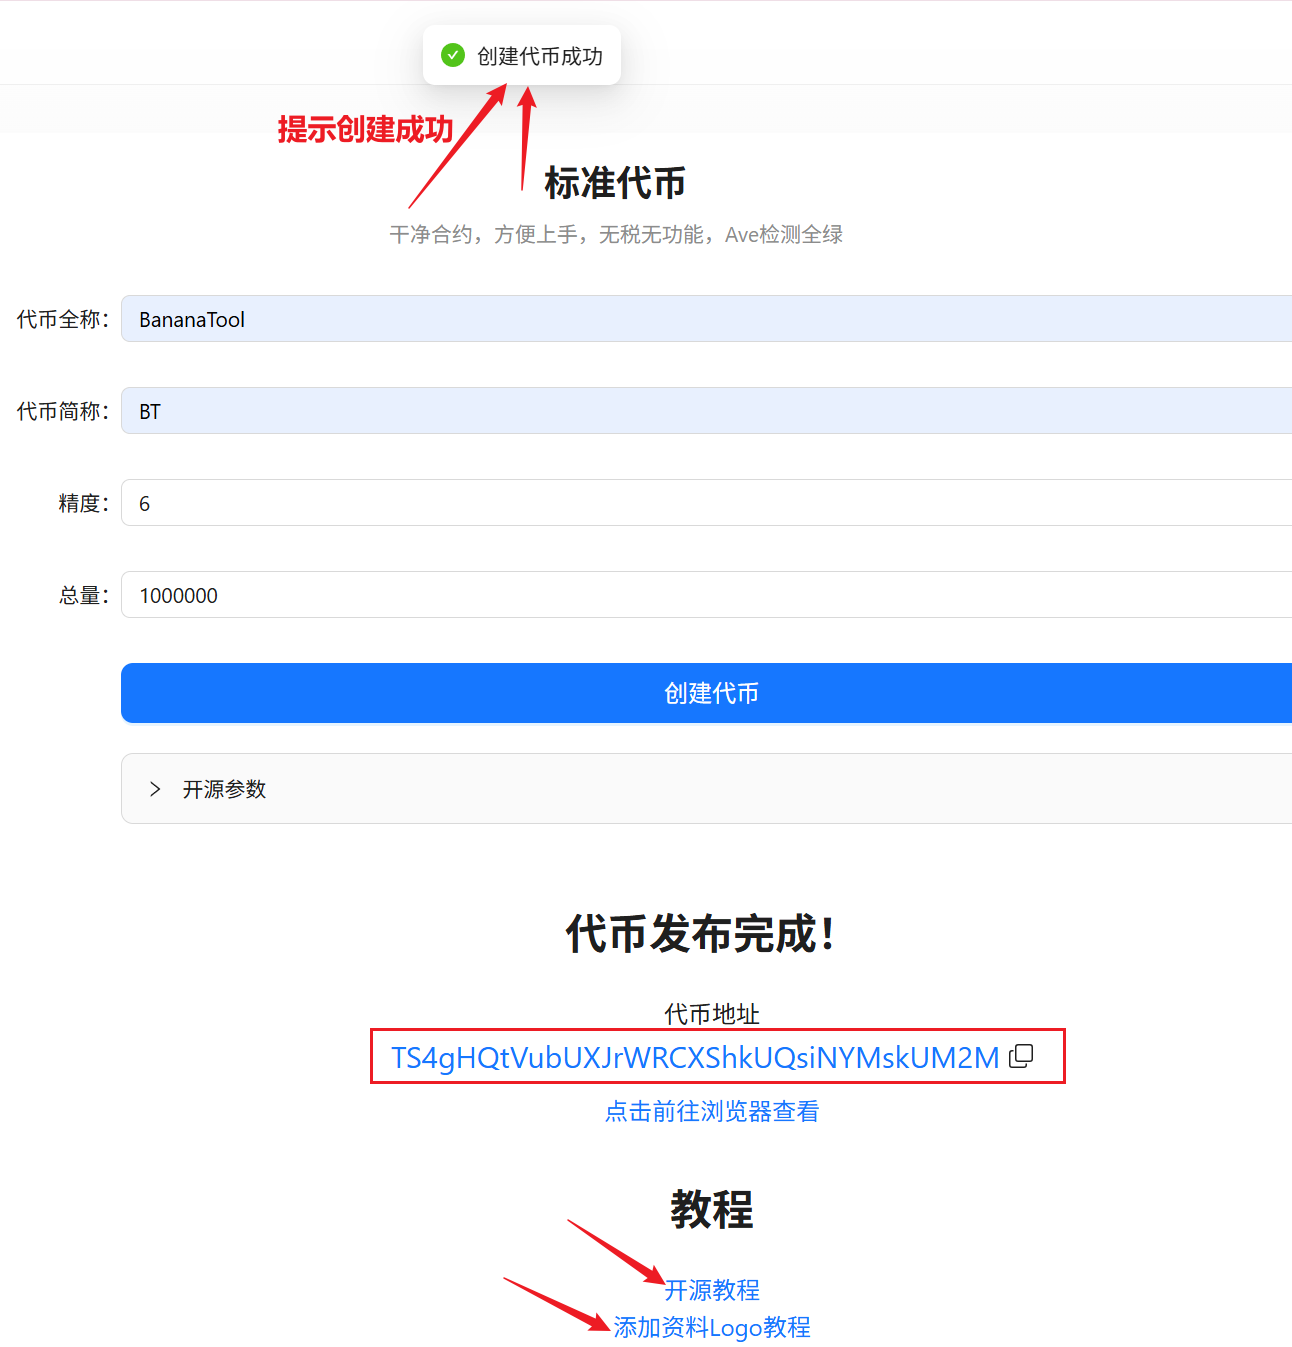 创建代币成功
提示创建成功
标准代币
干净合约，方便上手，无税无功能，Ave检测全绿
代币全称： BananaTool
代币简称： BT
精度： 6
总量： 1000000
创建代币
开源参数
代币发布完成！
代币地址
TS4gHQtVubUXJrWRCXShkUQsiNYMskUM2M
点击前往浏览器查看
教程
开源教程
添加资料Logo教程